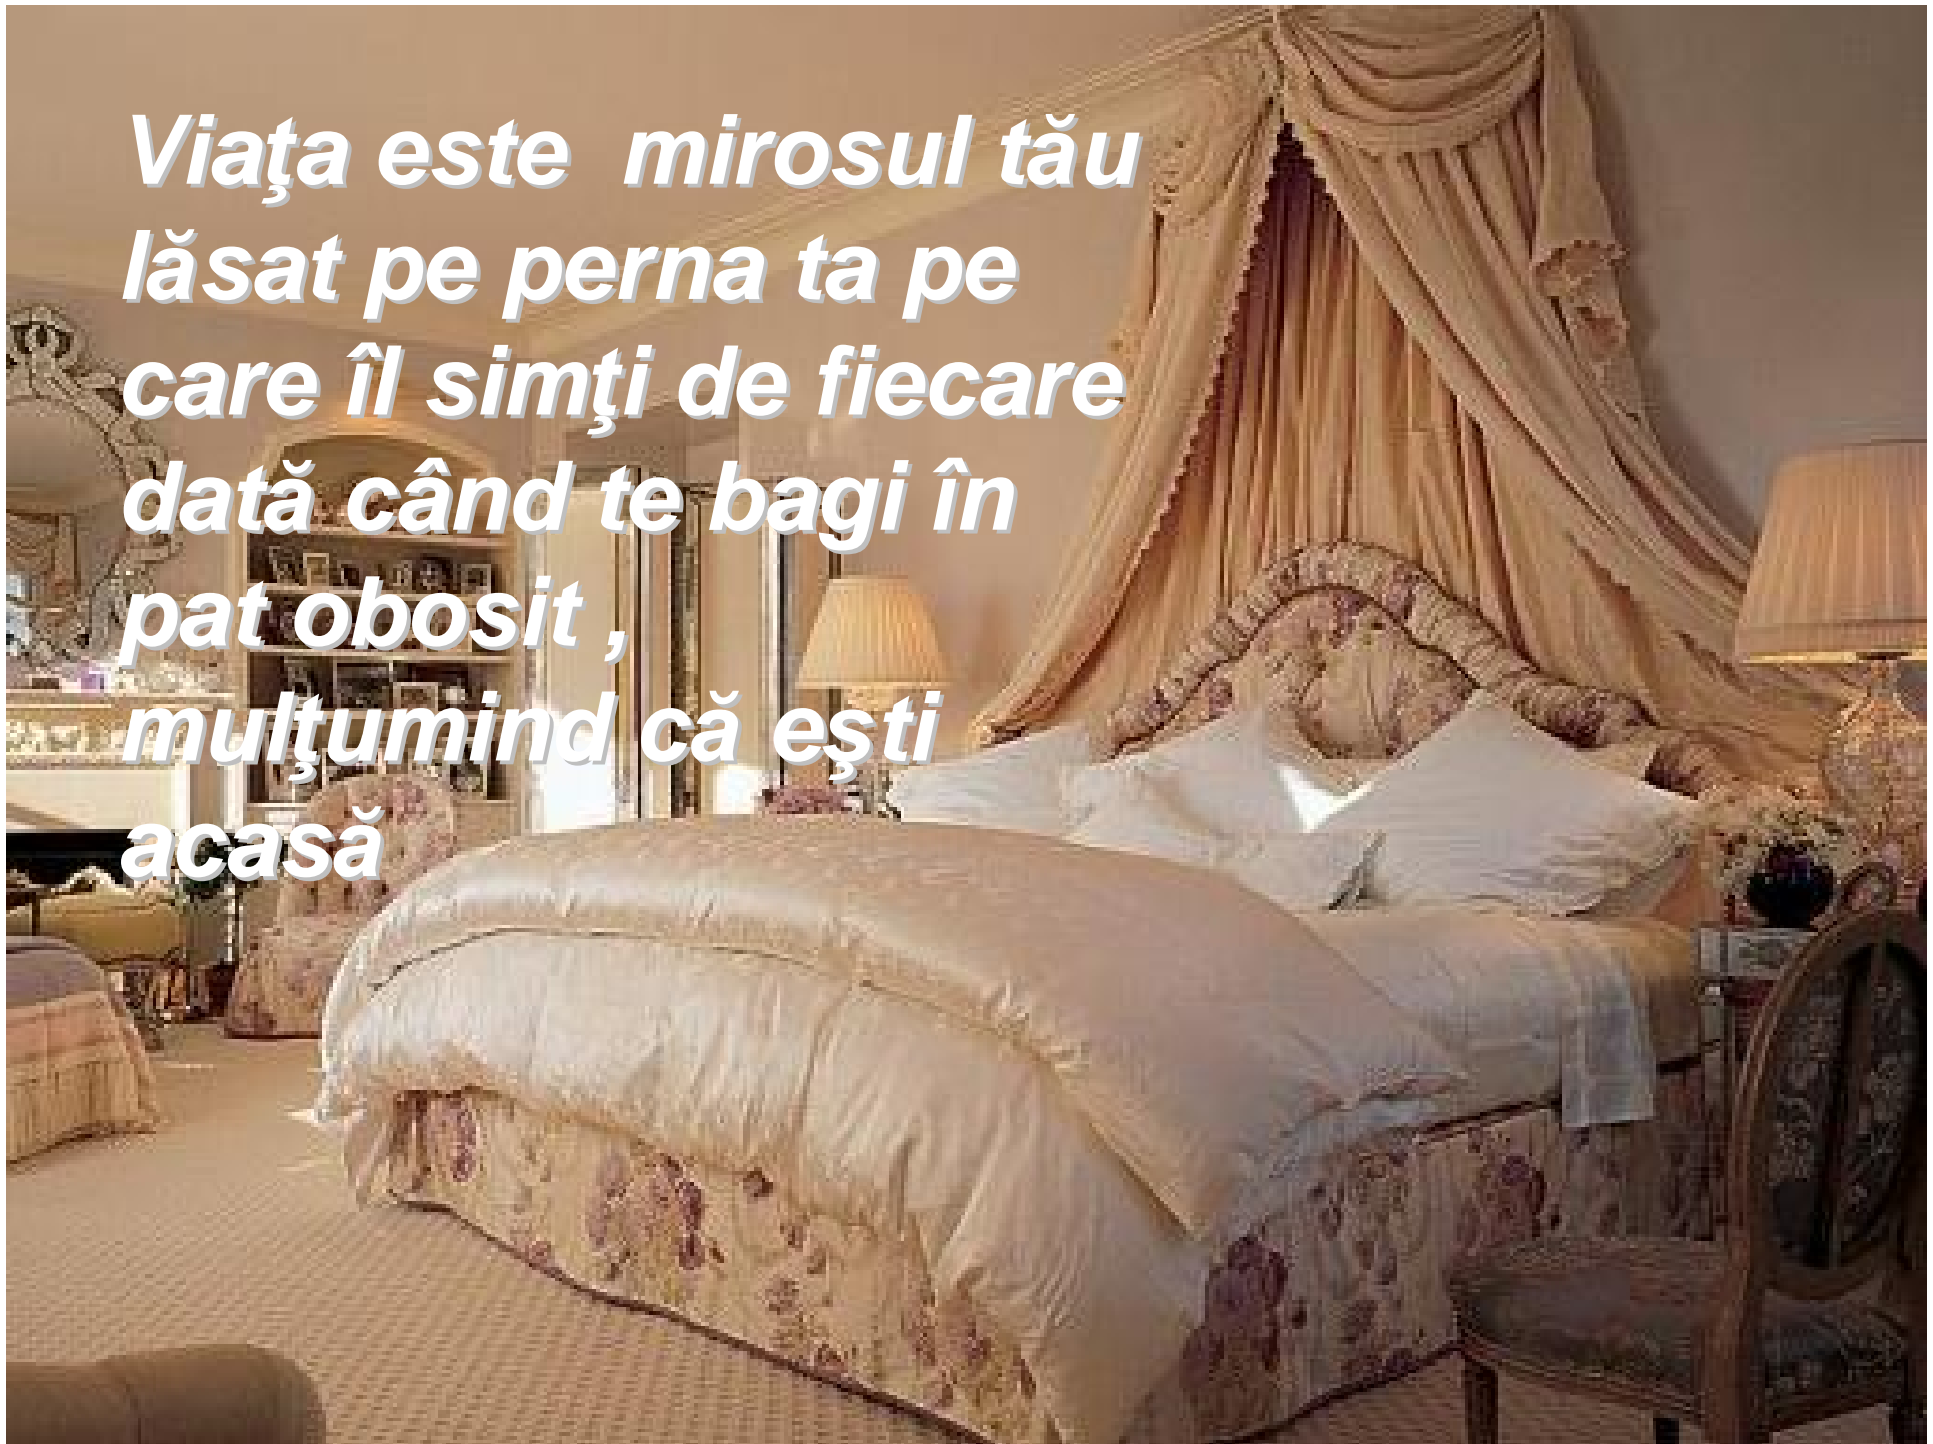 Viaţa este  mirosul tău
lăsat pe perna ta pe
care îl simţi de fiecare
dată când te bagi în
pat obosit ,
mulţumind că eşti
acasă